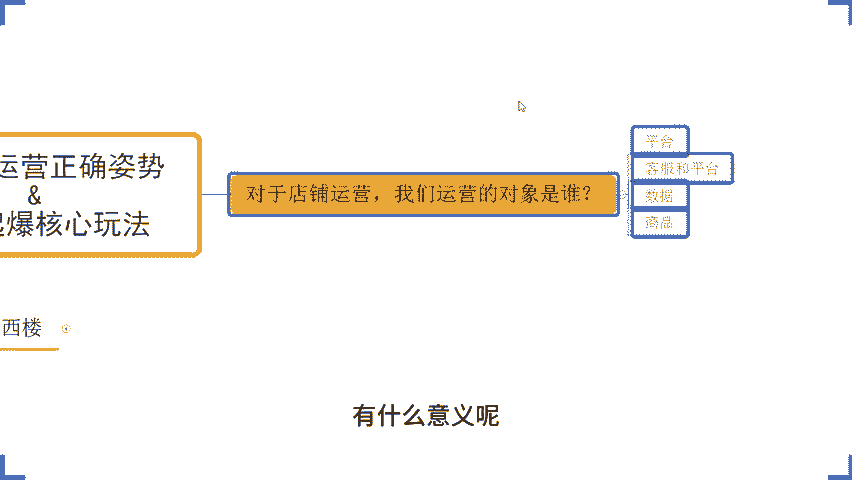 运营正确姿势
&
爆核心玩法
西楼
对于店铺运营，我们运营的对象是谁？
平台
客服和平台
数据
商品
有什么意义呢